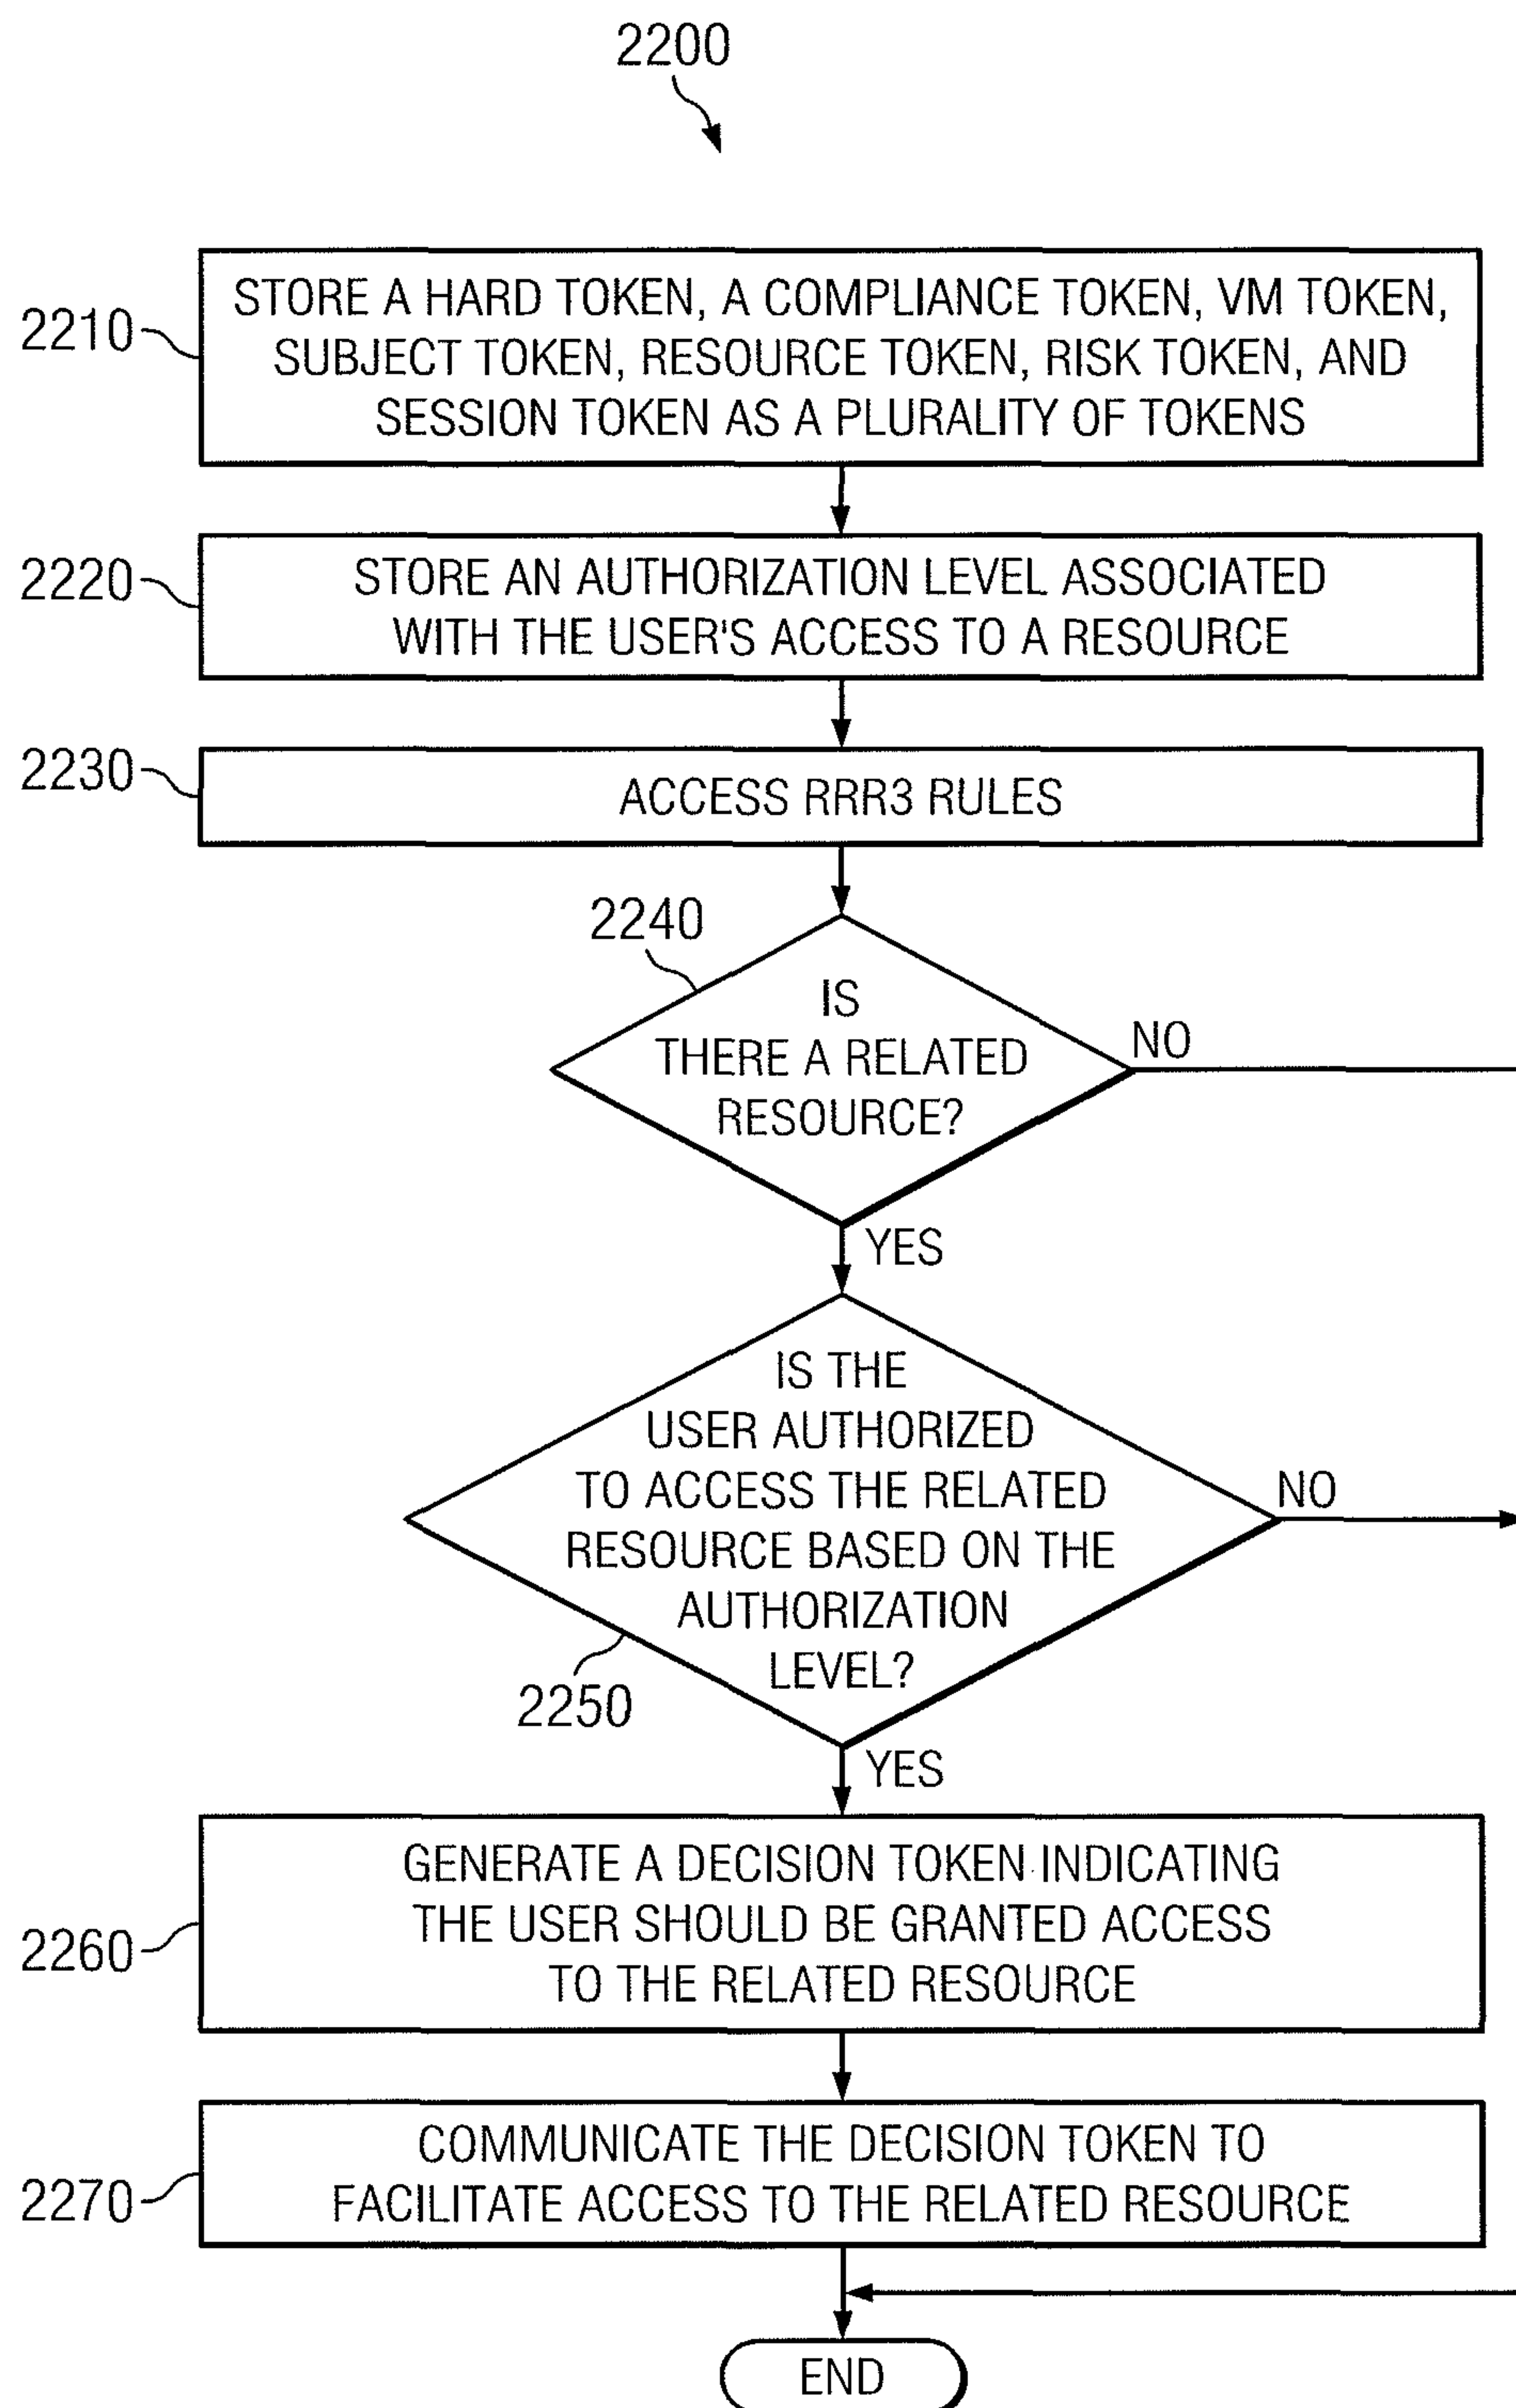 2200
2210
STORE A HARD TOKEN, A COMPLIANCE TOKEN, VM TOKEN,
SUBJECT TOKEN, RESOURCE TOKEN, RISK TOKEN, AND
SESSION TOKEN AS A PLURALITY OF TOKENS
2220
STORE AN AUTHORIZATION LEVEL ASSOCIATED
WITH THE USER'S ACCESS TO A RESOURCE
2230
ACCESS RRR3 RULES
2240
IS
THERE A RELATED
RESOURCE?
NO
YES
IS THE
USER AUTHORIZED
TO ACCESS THE RELATED
RESOURCE BASED ON THE
AUTHORIZATION
LEVEL?
NO
2250
YES
2260
GENERATE A DECISION TOKEN INDICATING
THE USER SHOULD BE GRANTED ACCESS
TO THE RELATED RESOURCE
2270
COMMUNICATE THE DECISION TOKEN TO
FACILITATE ACCESS TO THE RELATED RESOURCE
END